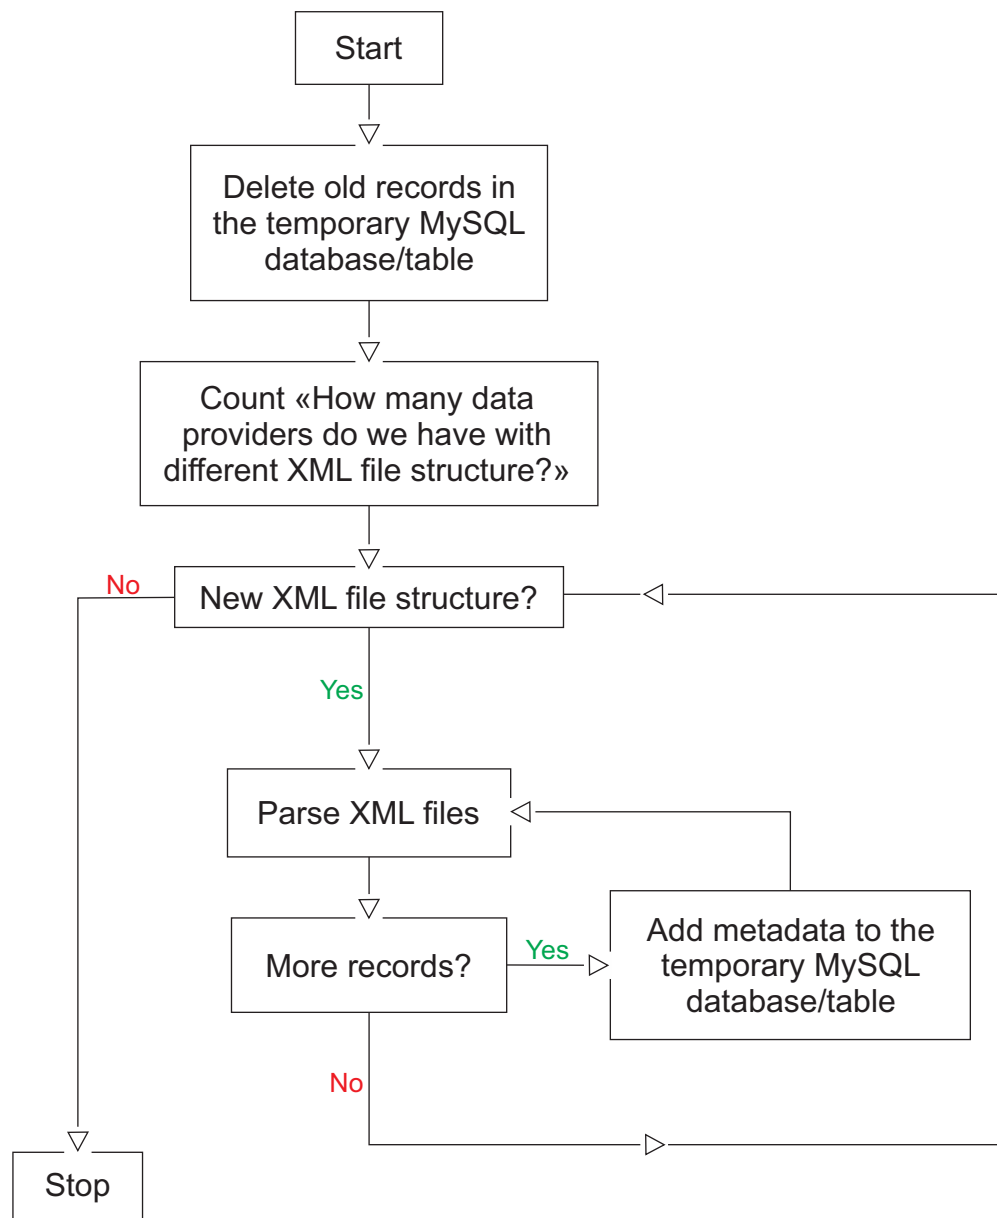 Start
Delete old records in
the temporary MySQL
database/table
Count «How many data
providers do we have with
different XML file structure?»
No
New XML file structure?
Yes
Parse XML files
More records?
Yes
Add metadata to the
temporary MySQL
database/table
No
Stop